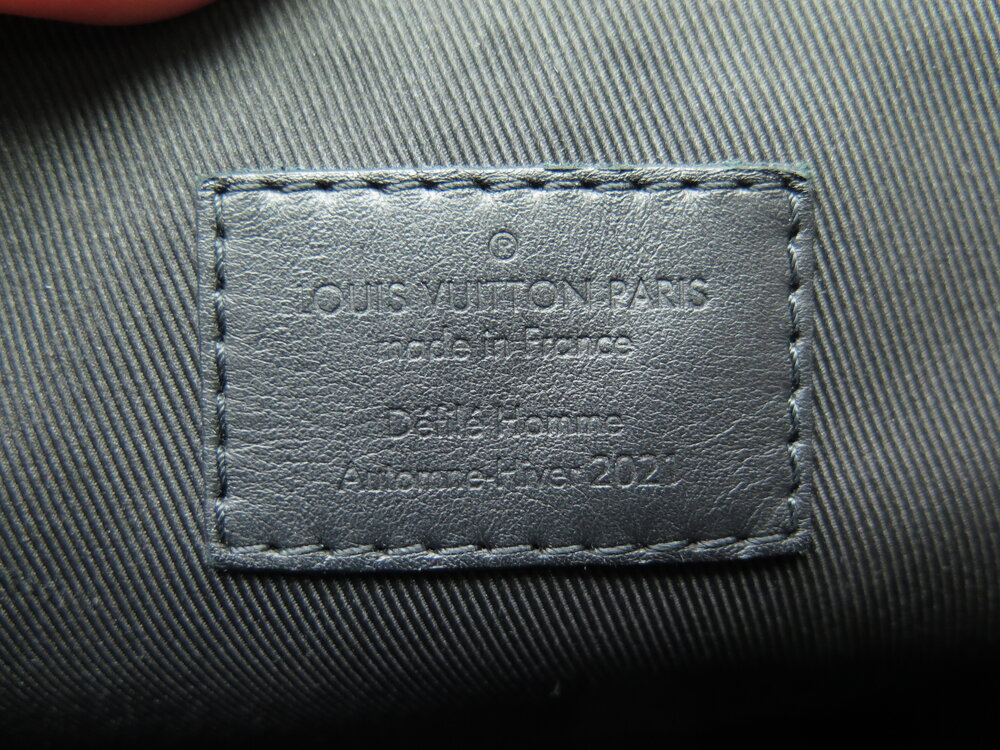 ®
LOUIS VUITTON PARIS
made in France
Défilé Homme
Automne-Hiver 2021